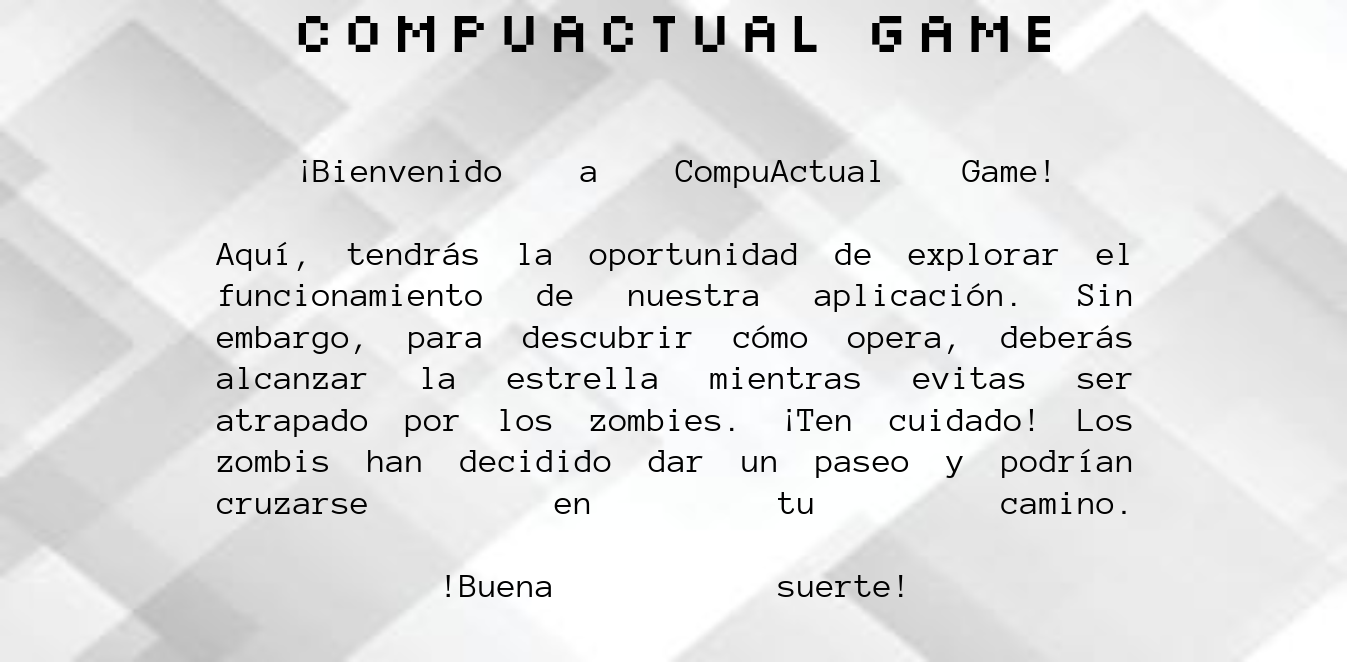 COMPUACTUAL GAME
¡Bienvenido a CompuActual Game!
Aquí, tendrás la oportunidad de explorar el
funcionamiento de nuestra aplicación. Sin
embargo, para descubrir cómo opera, deberás
alcanzar la estrella mientras evitas ser
atrapado por los zombies. ¡Ten cuidado! Los
zombis han decidido dar un paseo y podrían
cruzarse en tu camino.
!Buena suerte!